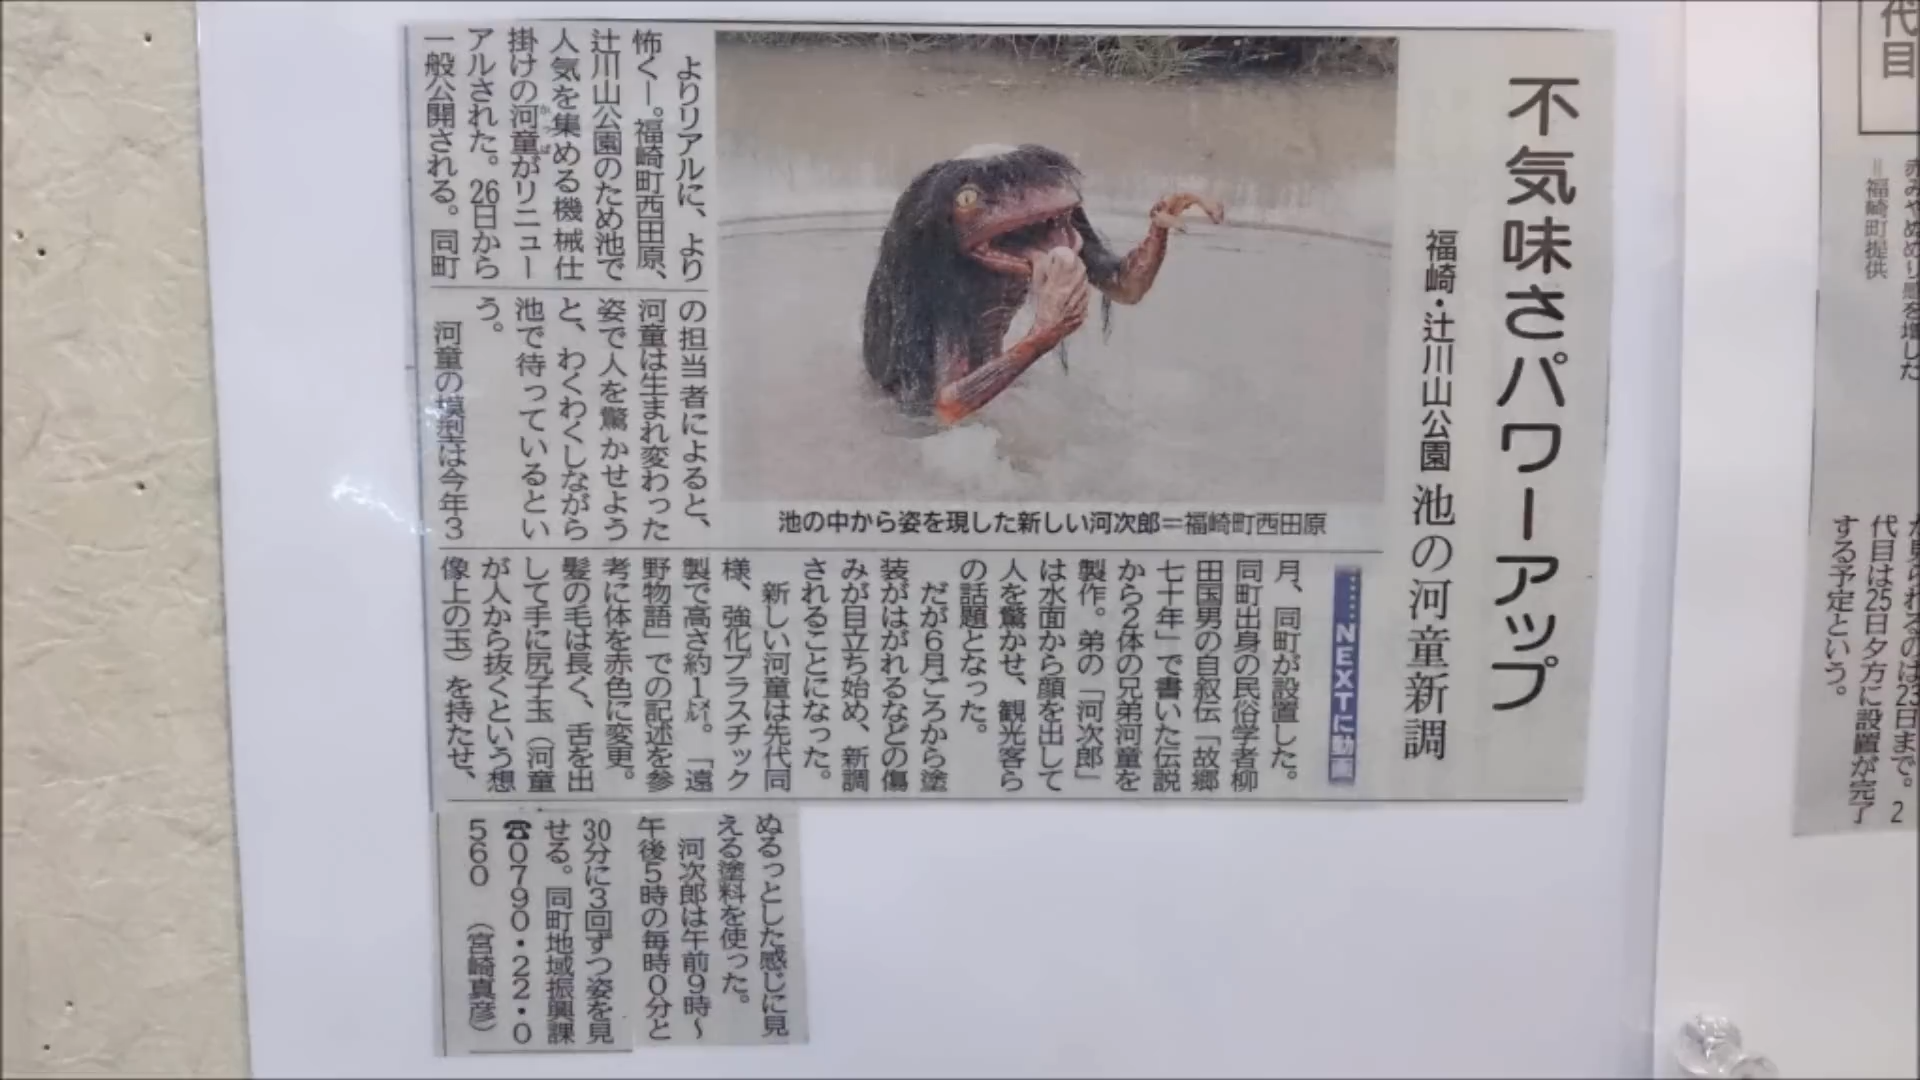 不気味さパワーアップ
福崎・辻川山公園 池の河童新調
池の中から姿を現した新しい河次郎＝福崎町西田原
よりリアルに、より
怖くー。福崎町西田原、
辻川山公園のため池で
人気を集める機械仕
掛けの河童がリニュー
かっぱ
アルされた。26日から
一般公開される。同町
の担当者によると、
河童は生まれ変わった
姿で人を驚かせよう
と、わくわくしながら
池で待っているとい
う。
河童の模型は今年３
……NEXTに動画
月、同町が設置した。
同町出身の民俗学者柳
田国男の自叙伝「故郷
七十年」で書いた伝説
から２体の兄弟河童を
製作。弟の「河次郎」
は水面から顔を出して
人を驚かせ、観光客ら
の話題となった。
だが６月ごろから塗
装がはがれるなどの傷
みが目立ち始め、新調
されることになった。
新しい河童は先代同
様、強化プラスチック
製で高さ約１㍍。「遠
野物語」での記述を参
考に体を赤色に変更。
髪の毛は長く、舌を出
して手に尻子玉（河童
が人から抜くという想
像上の玉）を持たせ、
ぬるっとした感じに見
える塗料を使った。
河次郎は午前９時～
午後５時の毎時０分と
30分に３回ずつ姿を見
せる。同町地域振興課
☎０７９０・２２・０
５６０ （宮崎真彦）
代目
＝福崎町提供
代目は25日夕方に設置が完了
する予定という。